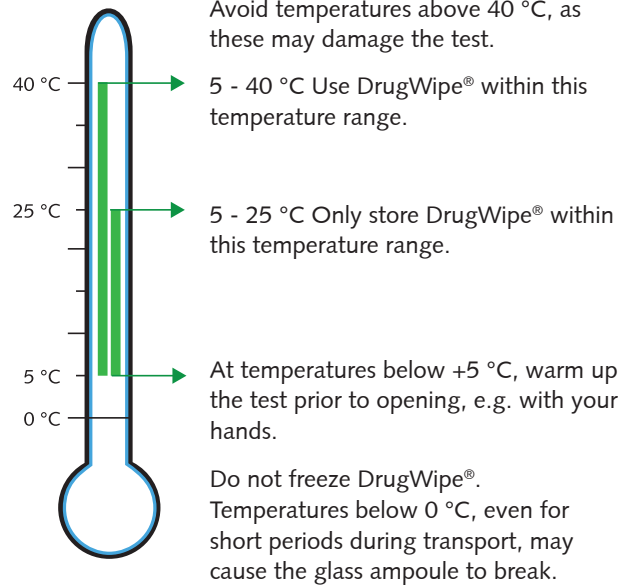 Avoid temperatures above 40 °C, as
these may damage the test.
40 °C
5 - 40 °C Use DrugWipe® within this
temperature range.
25 °C
5 - 25 °C Only store DrugWipe® within
this temperature range.
5 °C
At temperatures below +5 °C, warm up
the test prior to opening, e.g. with your
hands.
0 °C
Do not freeze DrugWipe®.
Temperatures below 0 °C, even for
short periods during transport, may
cause the glass ampoule to break.